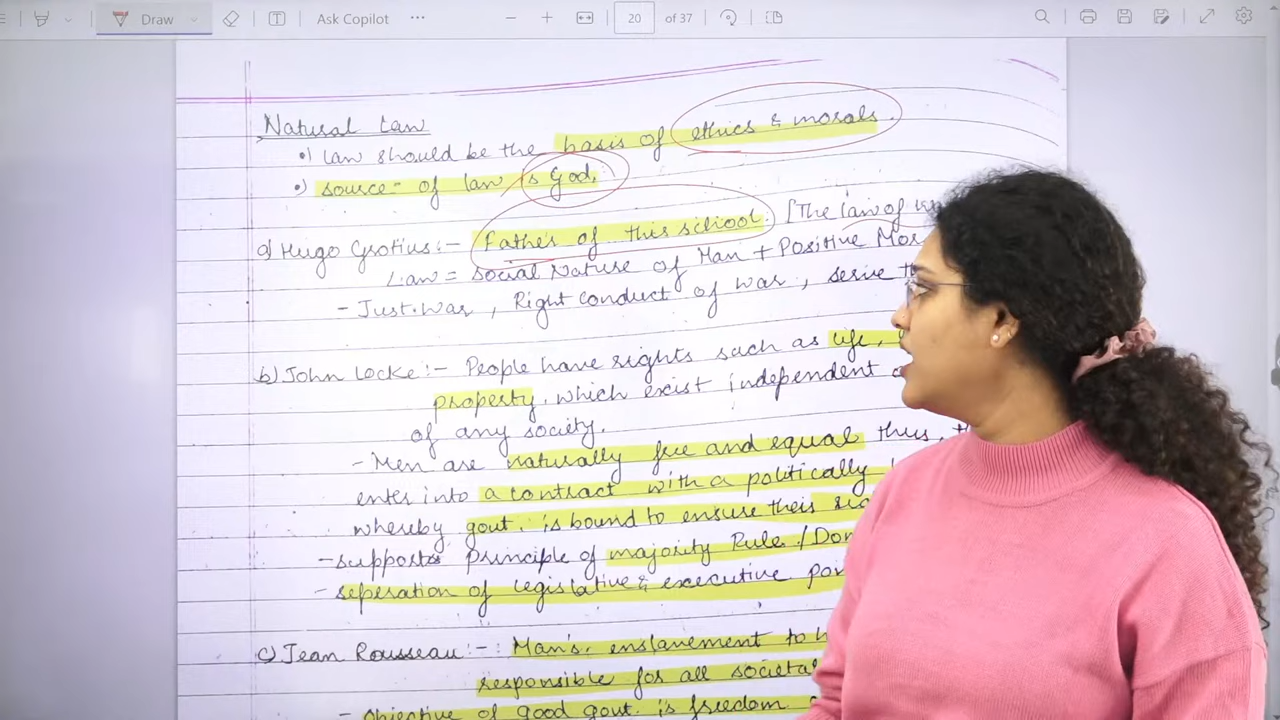 Draw
Ask Copilot
20 of 37
Natural Law
•) Law should be the basis of ethics & morals.
•) source of law is God.
a) Hugo Grotius:- Father of this school. [The law of
Law = Social Nature of Man + Positive
- Just War, Right conduct of war, serve
b) John Locke:- People have rights such as life,
property, which exist independent
of any society.
- Men are naturally free and equal thus,
enter into a contract with a politically
whereby govt. is bound to ensure their
- supports principle of majority Rule /
- seperation of legislative & executive
c) Jean Rousseau:- Man's enslavement to
responsible for all societal
- objective of good govt. is freedom